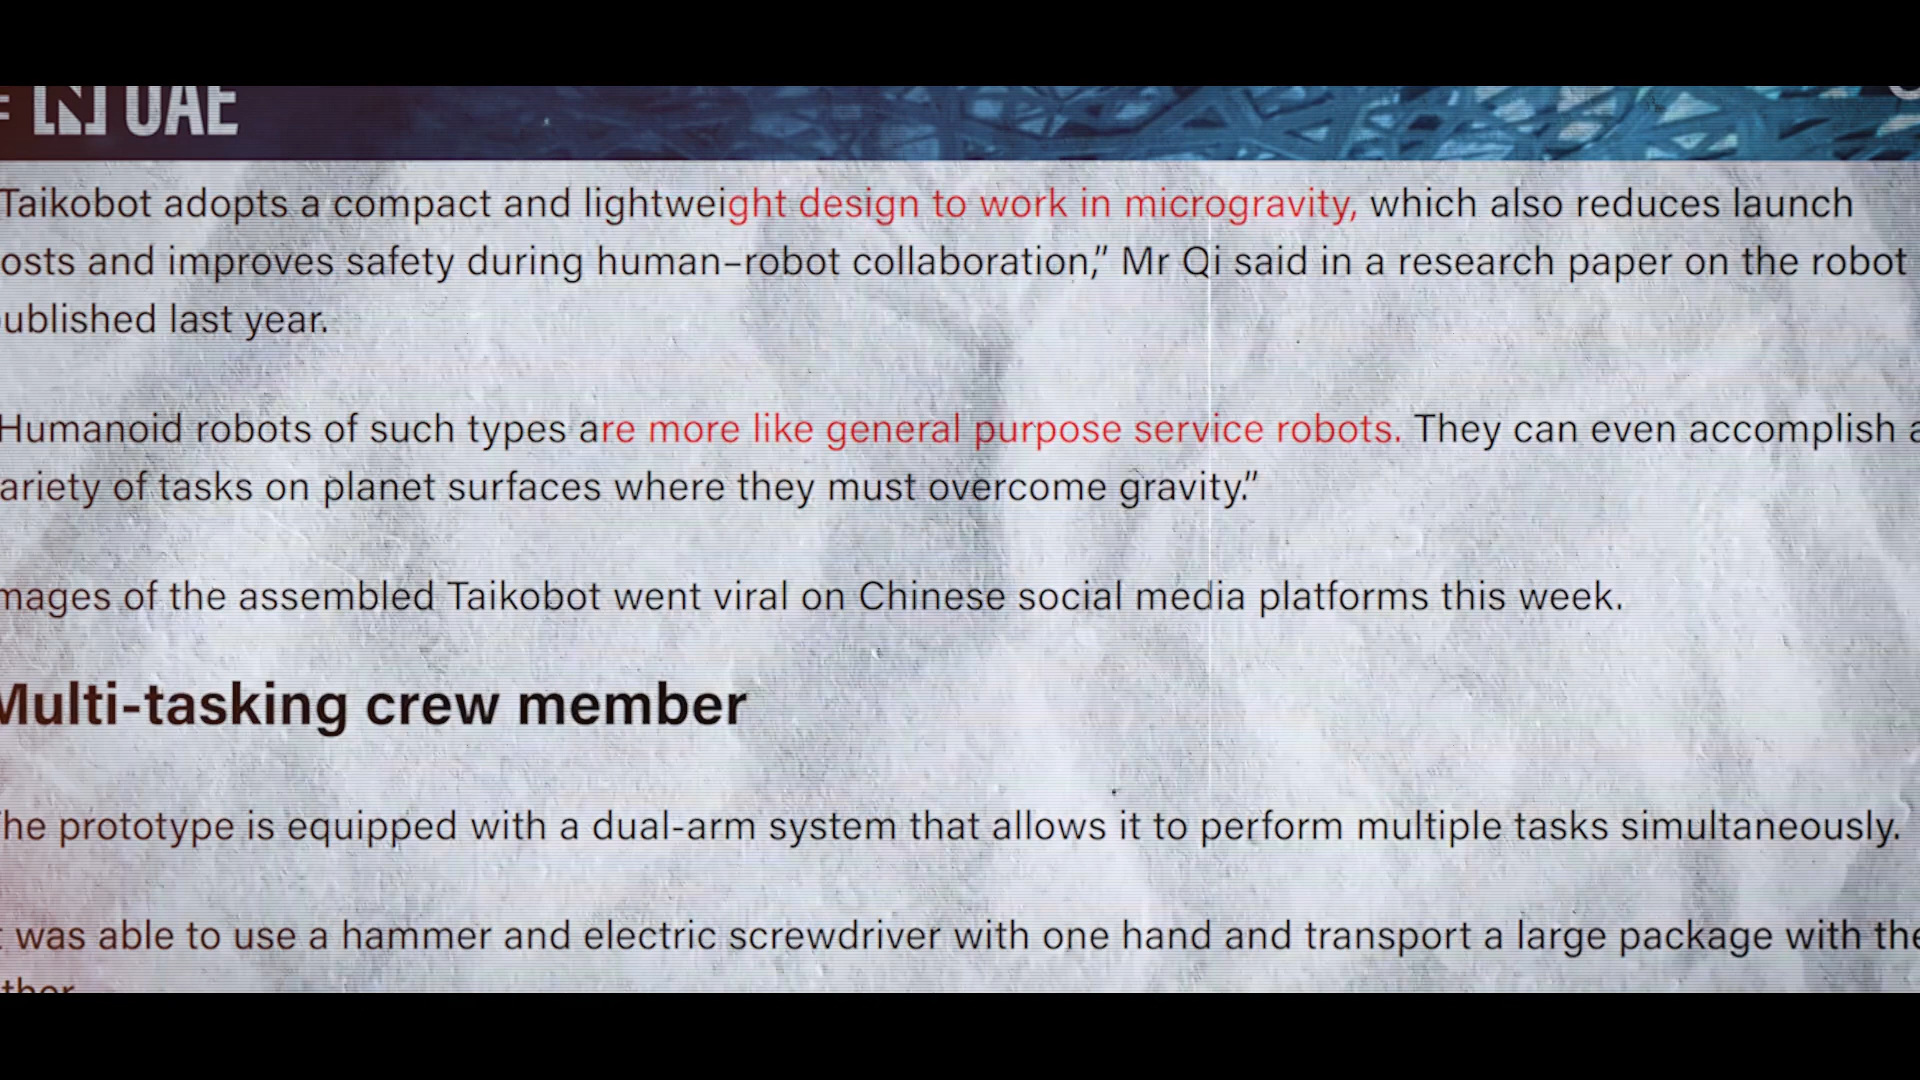 N UAE
Taikobot adopts a compact and lightweight design to work in microgravity, which also reduces launch
osts and improves safety during human–robot collaboration,” Mr Qi said in a research paper on the robot
ublished last year.
Humanoid robots of such types are more like general purpose service robots. They can even accomplish a
ariety of tasks on planet surfaces where they must overcome gravity.”
mages of the assembled Taikobot went viral on Chinese social media platforms this week.
Multi-tasking crew member
The prototype is equipped with a dual-arm system that allows it to perform multiple tasks simultaneously.
t was able to use a hammer and electric screwdriver with one hand and transport a large package with the
ther